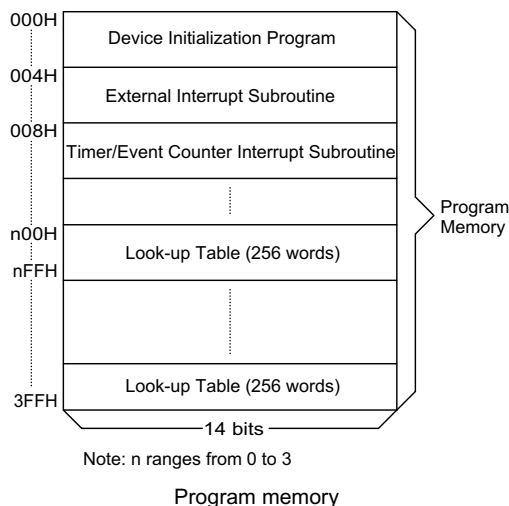 000H
Device Initialization Program
004H
External Interrupt Subroutine
008H
Timer/Event Counter Interrupt Subroutine
Program
Memory
n00H
Look-up Table (256 words)
nFFH
Look-up Table (256 words)
3FFH
14 bits
Note: n ranges from 0 to 3
Program memory